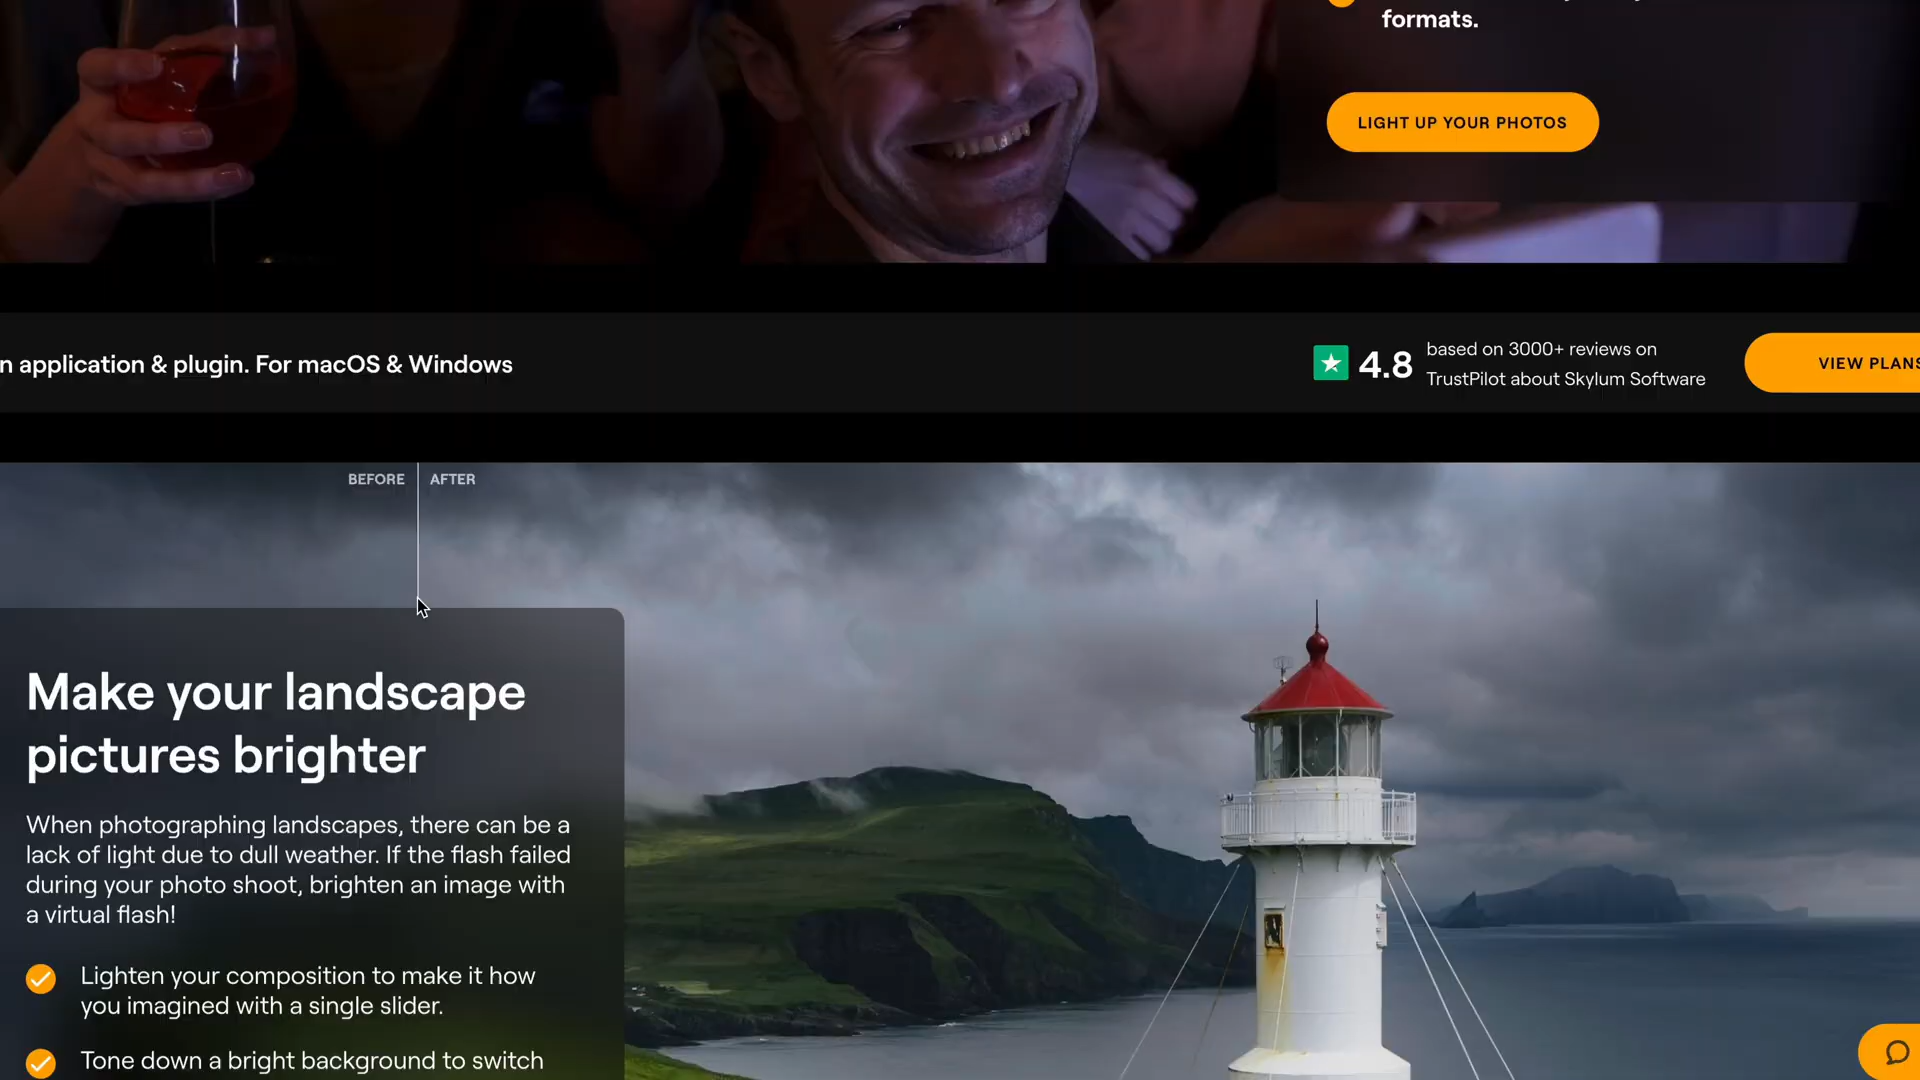 formats.
LIGHT UP YOUR PHOTOS
n application & plugin. For macOS & Windows
4.8
based on 3000+ reviews on
TrustPilot about Skylum Software
VIEW PLANS
BEFORE
AFTER
Make your landscape
pictures brighter
When photographing landscapes, there can be a
lack of light due to dull weather. If the flash failed
during your photo shoot, brighten an image with
a virtual flash!
Lighten your composition to make it how
you imagined with a single slider.
Tone down a bright background to switch